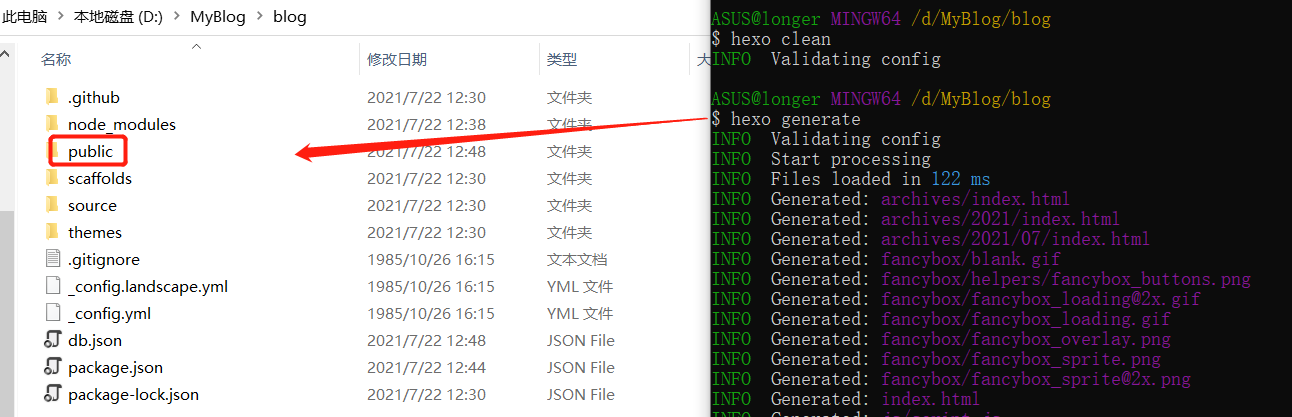 此电脑 > 本地磁盘 (D:) > MyBlog > blog
名称 修改日期 类型 大
.github 2021/7/22 12:30 文件夹
node_modules 2021/7/22 12:38 文件夹
public 2021/7/22 12:48 文件夹
scaffolds 2021/7/22 12:30 文件夹
source 2021/7/22 12:30 文件夹
themes 2021/7/22 12:30 文件夹
.gitignore 1985/10/26 16:15 文本文档
_config.landscape.yml 1985/10/26 16:15 YML 文件
_config.yml 1985/10/26 16:15 YML 文件
db.json 2021/7/22 12:48 JSON File
package.json 2021/7/22 12:44 JSON File
package-lock.json 2021/7/22 12:30 JSON File
ASUS@longer MINGW64 /d/MyBlog/blog
$ hexo clean
INFO Validating config
ASUS@longer MINGW64 /d/MyBlog/blog
$ hexo generate
INFO Validating config
INFO Start processing
INFO Files loaded in 122 ms
INFO Generated: archives/index.html
INFO Generated: archives/2021/index.html
INFO Generated: archives/2021/07/index.html
INFO Generated: fancybox/blank.gif
INFO Generated: fancybox/helpers/fancybox_buttons.png
INFO Generated: fancybox/fancybox_loading@2x.gif
INFO Generated: fancybox/fancybox_loading.gif
INFO Generated: fancybox/fancybox_overlay.png
INFO Generated: fancybox/fancybox_sprite.png
INFO Generated: fancybox/fancybox_sprite@2x.png
INFO Generated: index.html
INFO Generated: js/script.js